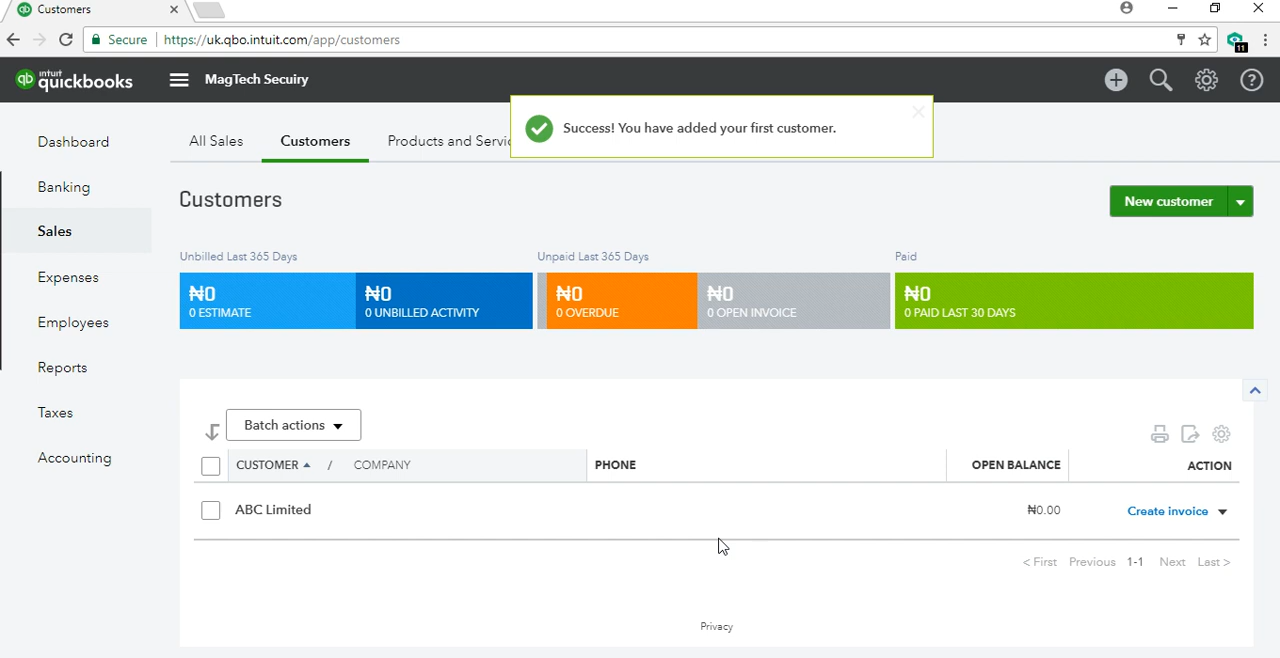 Customers
Secure | https://uk.qbo.intuit.com/app/customers
11
qb intuit quickbooks
MagTech Secuiry
Success! You have added your first customer.
Dashboard
Banking
Sales
Expenses
Employees
Reports
Taxes
Accounting
All Sales Customers Products and Servic
Customers
New customer
Unbilled Last 365 Days Unpaid Last 365 Days Paid
₦0 ₦0 ₦0 ₦0 ₦0
0 ESTIMATE 0 UNBILLED ACTIVITY 0 OVERDUE 0 OPEN INVOICE 0 PAID LAST 30 DAYS
Batch actions
CUSTOMER / COMPANY PHONE OPEN BALANCE ACTION
ABC Limited ₦0.00 Create invoice
< First Previous 1-1 Next Last >
Privacy